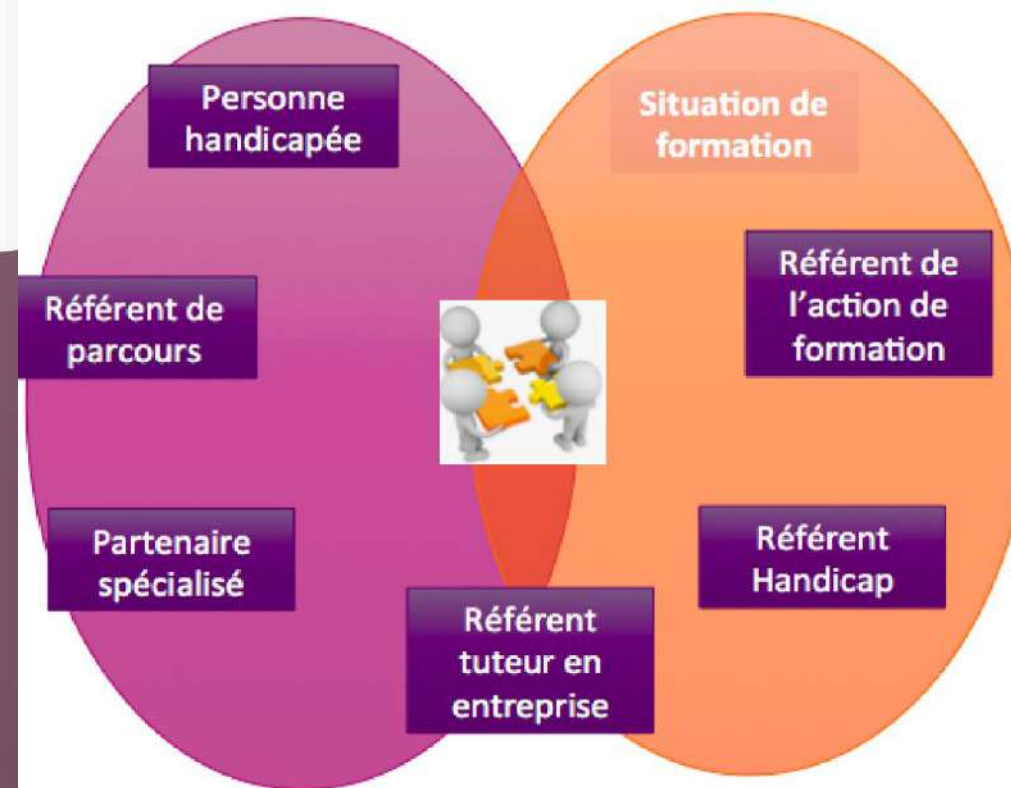 Personne
handicapée
Situation de
formation
Référent de
parcours
Référent de
l'action de
formation
Partenaire
spécialisé
Référent
Handicap
Référent
tuteur en
entreprise